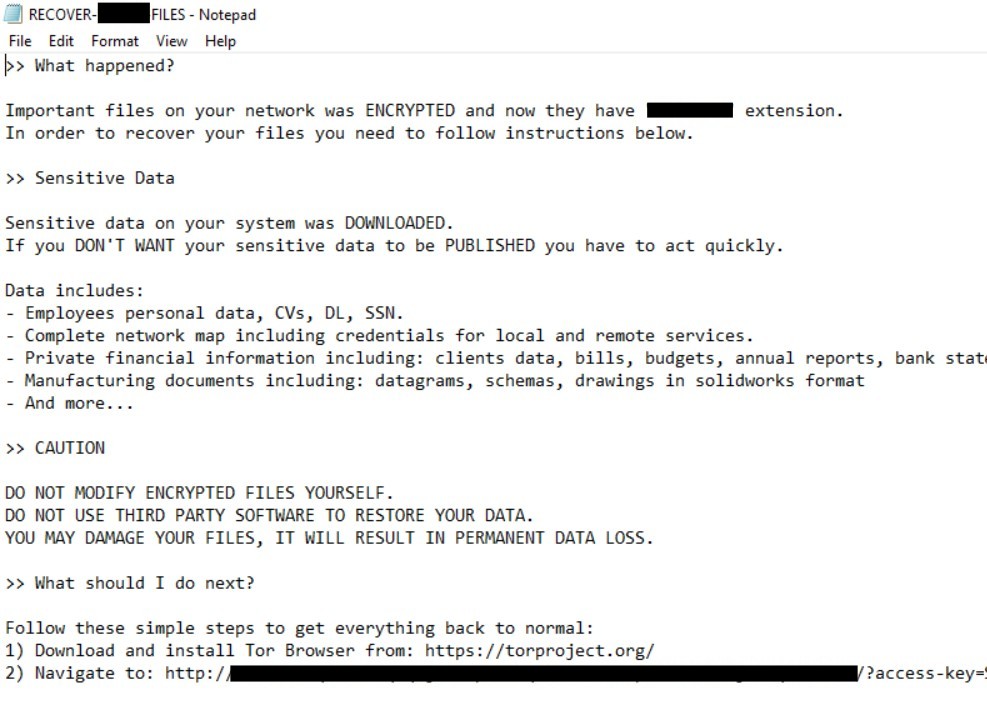 RECOVER- FILES - Notepad
File Edit Format View Help
>> What happened?
Important files on your network was ENCRYPTED and now they have extension.
In order to recover your files you need to follow instructions below.
>> Sensitive Data
Sensitive data on your system was DOWNLOADED.
If you DON'T WANT your sensitive data to be PUBLISHED you have to act quickly.
Data includes:
- Employees personal data, CVs, DL, SSN.
- Complete network map including credentials for local and remote services.
- Private financial information including: clients data, bills, budgets, annual reports, bank state
- Manufacturing documents including: datagrams, schemas, drawings in solidworks format
- And more...
>> CAUTION
DO NOT MODIFY ENCRYPTED FILES YOURSELF.
DO NOT USE THIRD PARTY SOFTWARE TO RESTORE YOUR DATA.
YOU MAY DAMAGE YOUR FILES, IT WILL RESULT IN PERMANENT DATA LOSS.
>> What should I do next?
Follow these simple steps to get everything back to normal:
1) Download and install Tor Browser from: https://torproject.org/
2) Navigate to: http:// /?access-key=